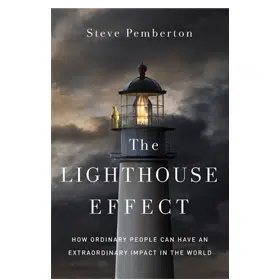 Steve Pemberton
The
LIGHTHOUSE
EFFECT
HOW ORDINARY PEOPLE CAN HAVE AN
EXTRAORDINARY IMPACT IN THE WORLD